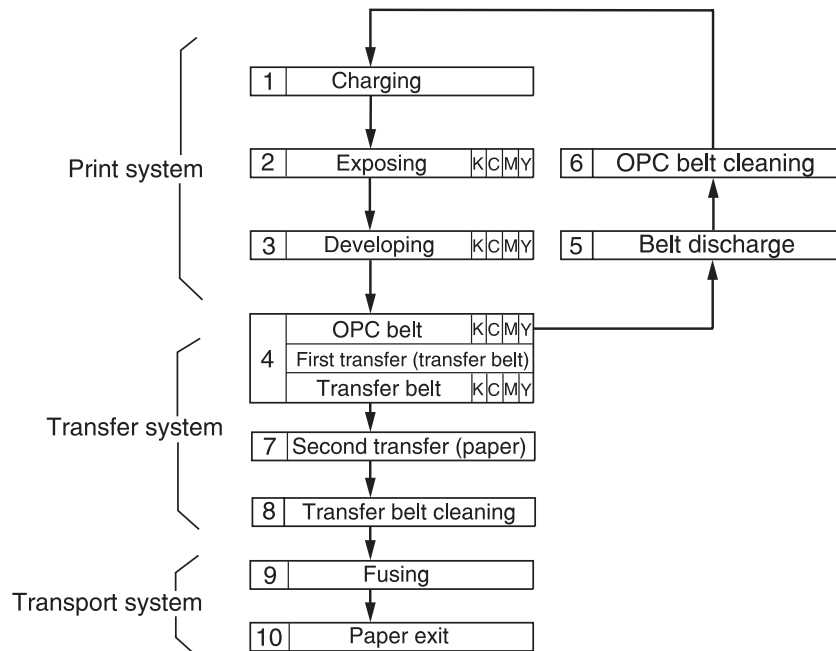 1 Charging
2 Exposing K C M Y
6 OPC belt cleaning
Print system
3 Developing K C M Y
5 Belt discharge
4
OPC belt K C M Y
First transfer (transfer belt)
Transfer belt K C M Y
Transfer system
7 Second transfer (paper)
8 Transfer belt cleaning
9 Fusing
Transport system
10 Paper exit